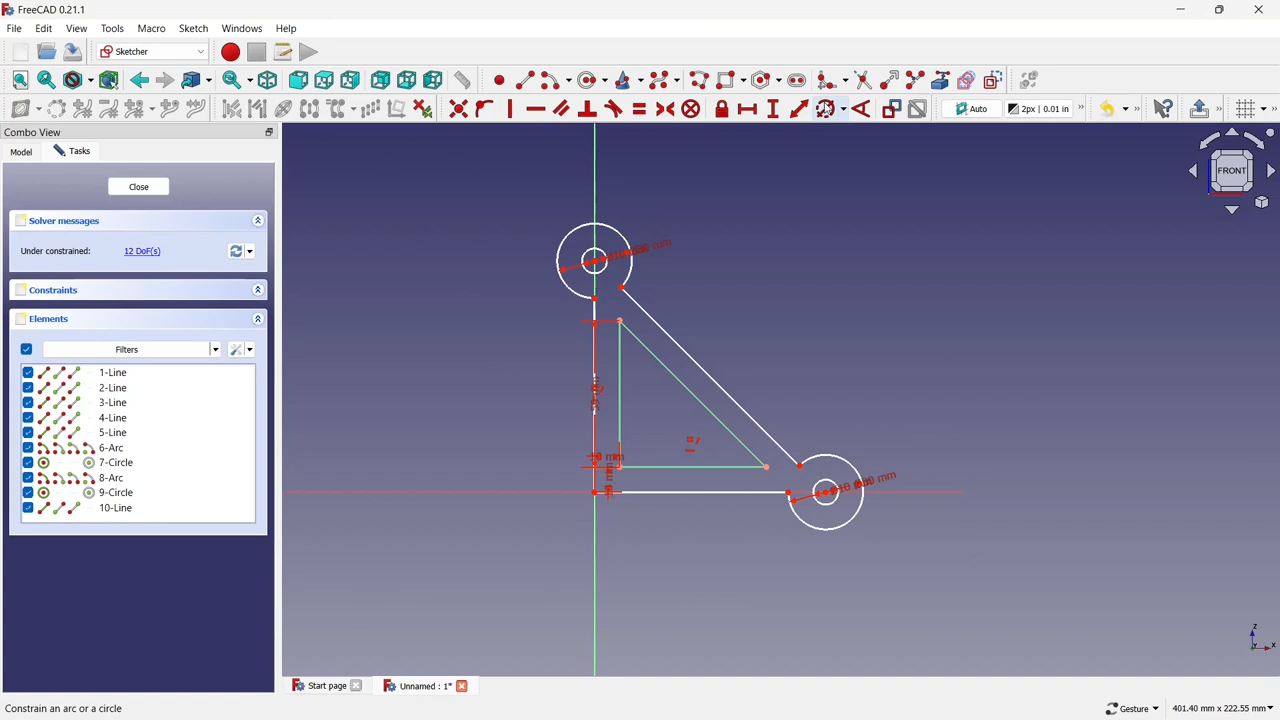 FreeCAD 0.21.1
File Edit View Tools Macro Sketch Windows Help
Sketcher
Auto 2px | 0.01 in
Combo View
Model Tasks
Close
Solver messages
Under constrained: 12 DoF(s)
Constraints
Elements
Filters
1-Line
2-Line
3-Line
4-Line
5-Line
6-Arc
7-Circle
8-Arc
9-Circle
10-Line
FRONT
z
x
Start page
Unnamed : 1*
Constrain an arc or a circle
Gesture
401.40 mm x 222.55 mm